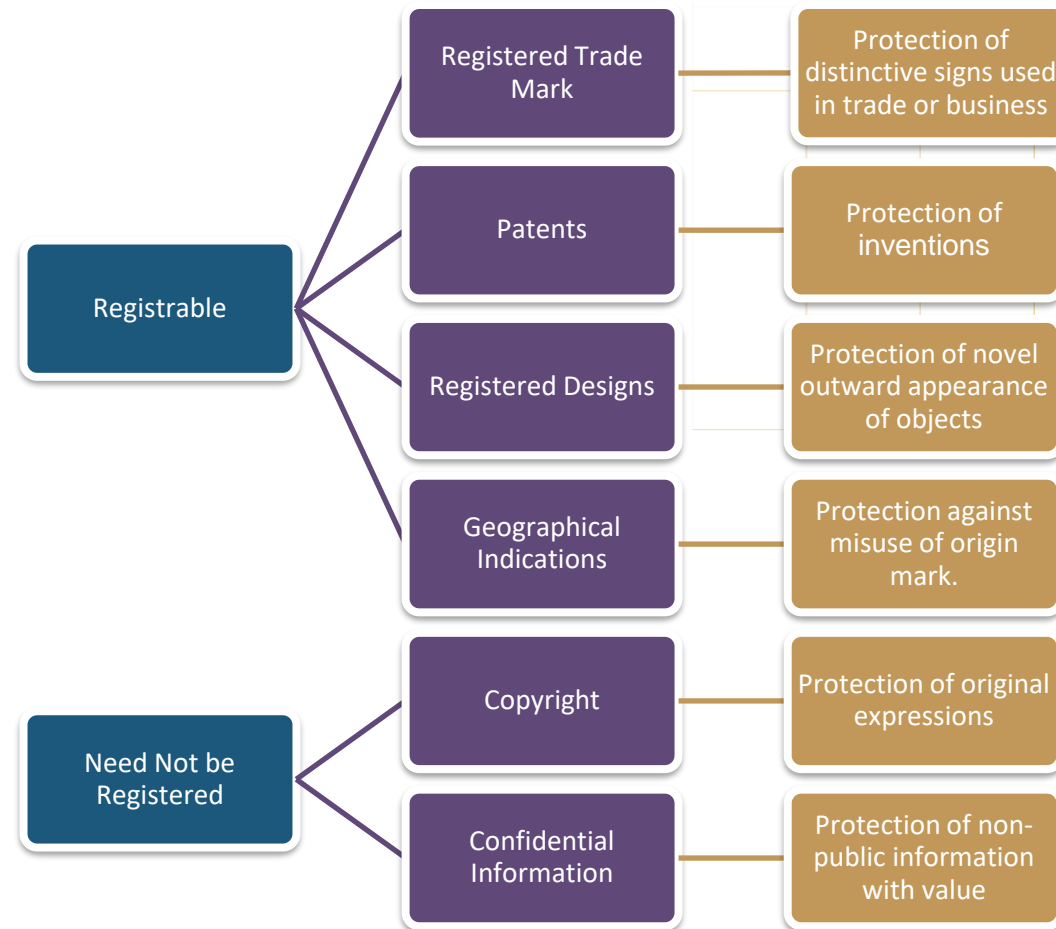 Registered Trade
Mark
Protection of
distinctive signs used
in trade or business
Patents
Protection of
inventions
Registrable
Registered Designs
Protection of novel
outward appearance
of objects
Geographical
Indications
Protection against
misuse of origin
mark.
Copyright
Protection of original
expressions
Need Not be
Registered
Confidential
Information
Protection of non-
public information
with value